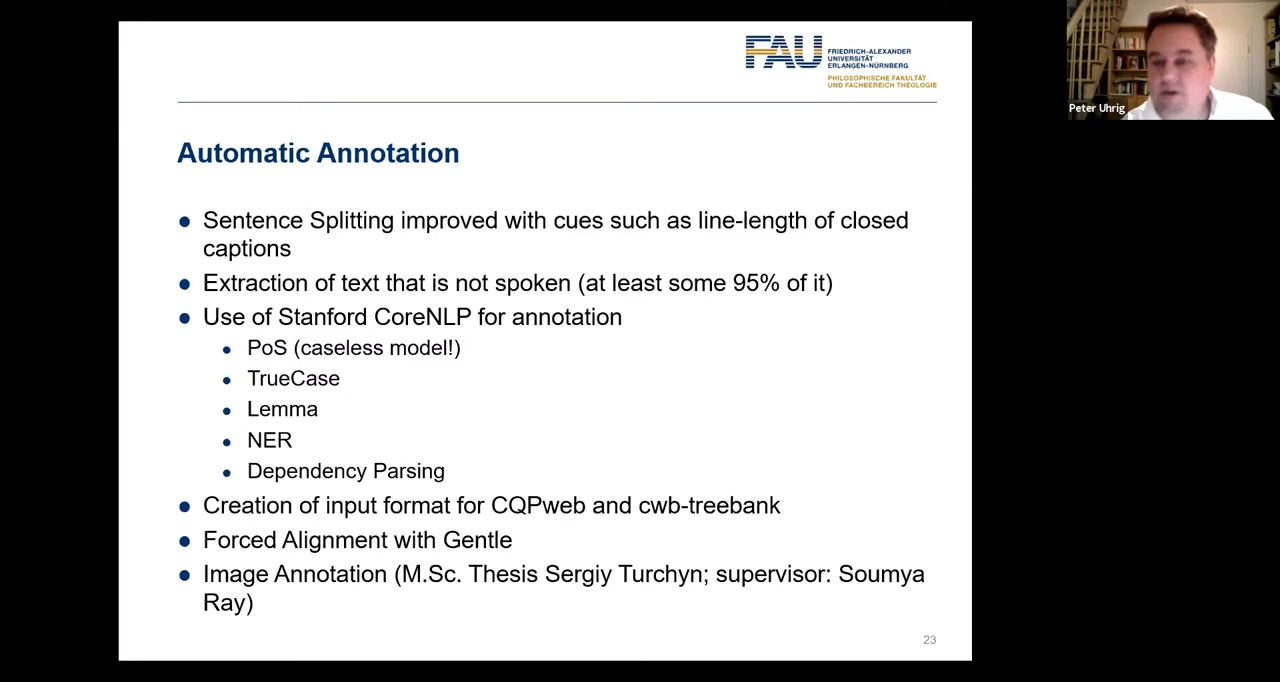 FAU
FRIEDRICH-ALEXANDER
UNIVERSITÄT
ERLANGEN-NÜRNBERG
PHILOSOPHISCHE FAKULTÄT
UND FACHBEREICH THEOLOGIE
Peter Uhrig
Automatic Annotation
● Sentence Splitting improved with cues such as line-length of closed
captions
● Extraction of text that is not spoken (at least some 95% of it)
● Use of Stanford CoreNLP for annotation
● PoS (caseless model!)
● TrueCase
● Lemma
● NER
● Dependency Parsing
● Creation of input format for CQPweb and cwb-treebank
● Forced Alignment with Gentle
● Image Annotation (M.Sc. Thesis Sergiy Turchyn; supervisor: Soumya
Ray)
23